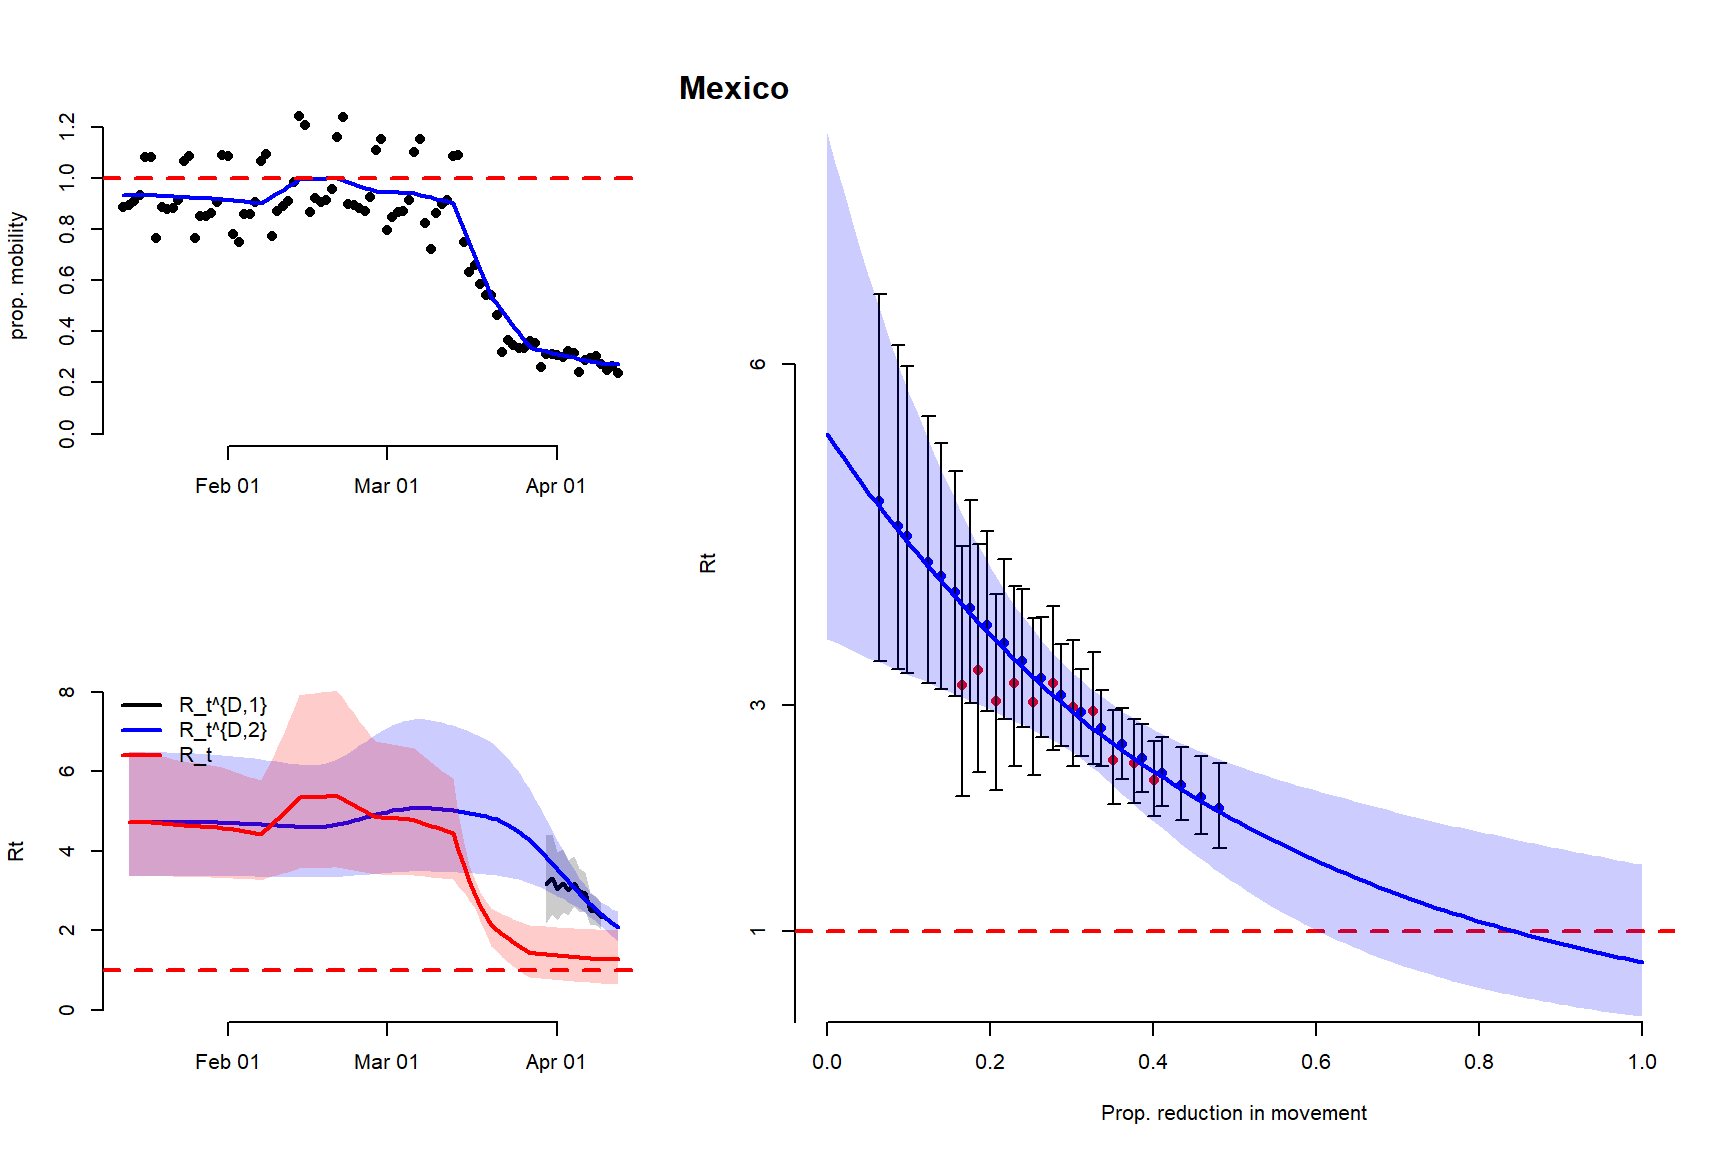 Mexico
prop. mobility
1.2
1.0
0.8
0.6
0.4
0.2
0.0
Feb 01 Mar 01 Apr 01
Rt
8
6
4
2
0
R_t^{D,1}
R_t^{D,2}
R_t
Feb 01 Mar 01 Apr 01
Rt
6
3
1
0.0 0.2 0.4 0.6 0.8 1.0
Prop. reduction in movement